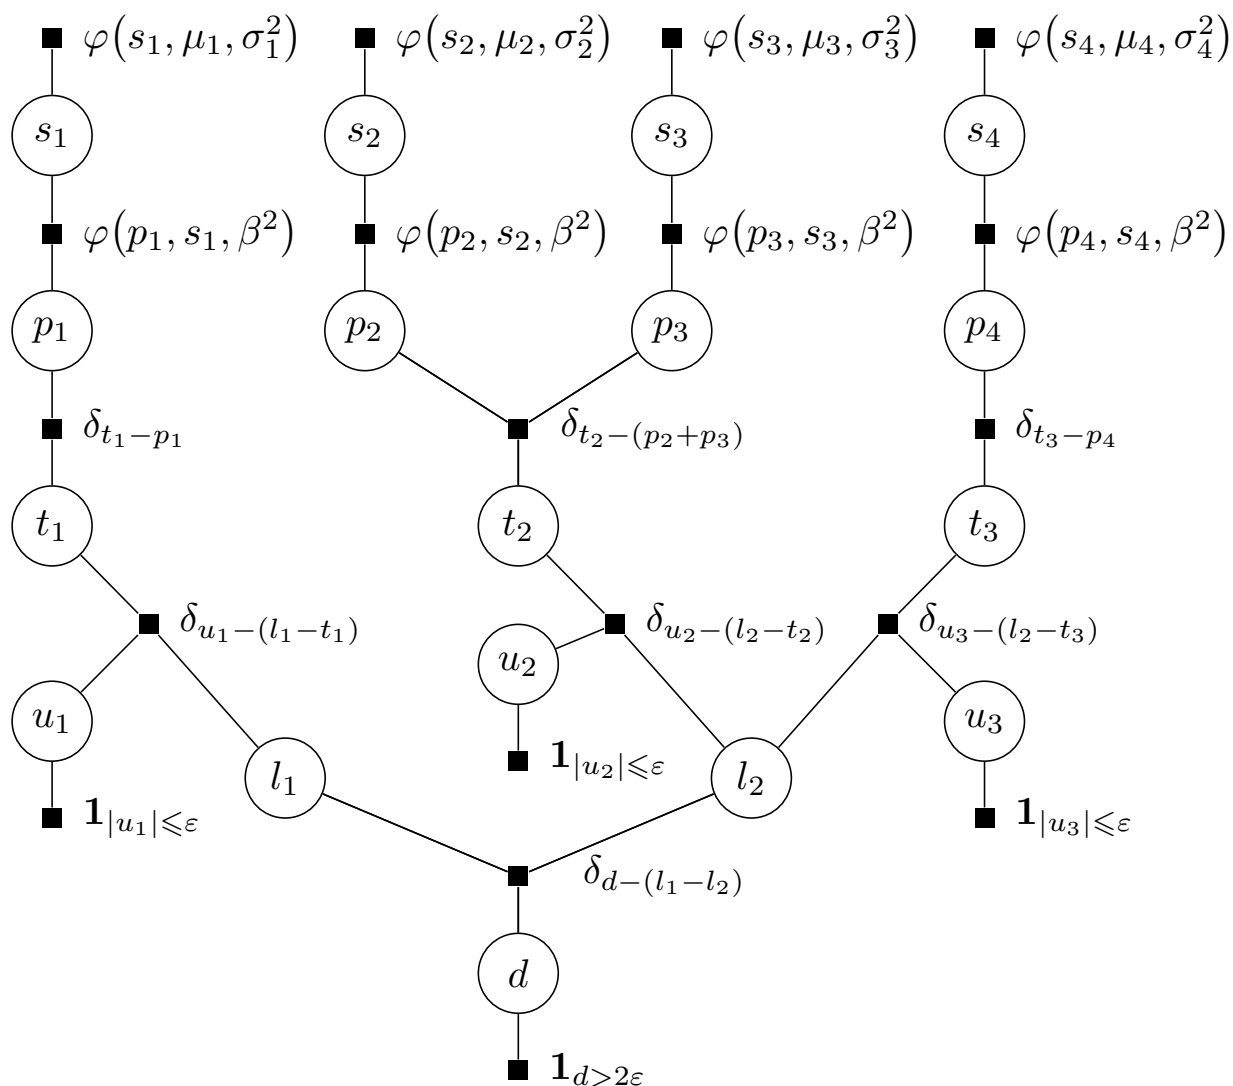 φ(s₁, μ₁, σ₁²) φ(s₂, μ₂, σ₂²) φ(s₃, μ₃, σ₃²) φ(s₄, μ₄, σ₄²)
s₁ s₂ s₃ s₄
φ(p₁, s₁, β²) φ(p₂, s₂, β²) φ(p₃, s₃, β²) φ(p₄, s₄, β²)
p₁ p₂ p₃ p₄
δ_{t₁−p₁} δ_{t₂−(p₂+p₃)} δ_{t₃−p₄}
t₁ t₂ t₃
δ_{u₁−(l₁−t₁)} δ_{u₂−(l₂−t₂)} δ_{u₃−(l₂−t₃)}
u₂
u₁ u₃
l₁ 𝟏_{|u₂|⩽ε} l₂
𝟏_{|u₁|⩽ε} 𝟏_{|u₃|⩽ε}
δ_{d−(l₁−l₂)}
d
𝟏_{d>2ε}